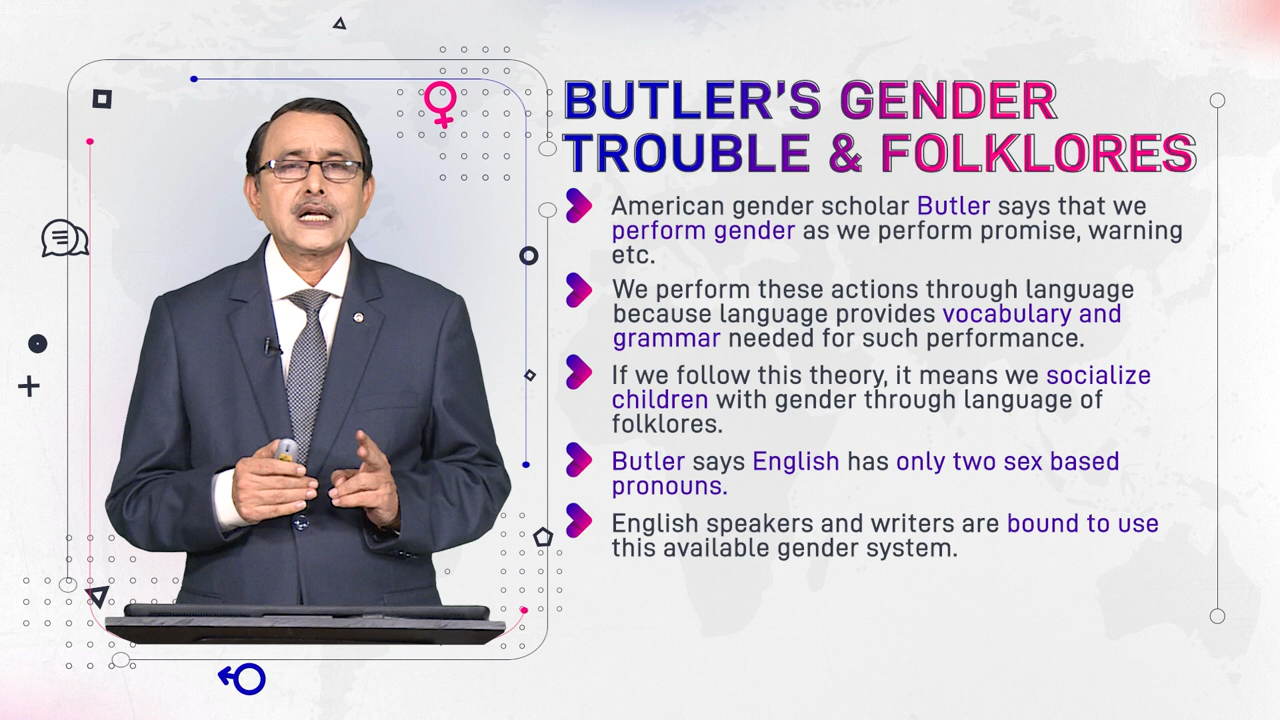 BUTLER'S GENDER
TROUBLE & FOLKLORES
American gender scholar Butler says that we
perform gender as we perform promise, warning
etc.
We perform these actions through language
because language provides vocabulary and
grammar needed for such performance.
If we follow this theory, it means we socialize
children with gender through language of
folklores.
Butler says English has only two sex based
pronouns.
English speakers and writers are bound to use
this available gender system.